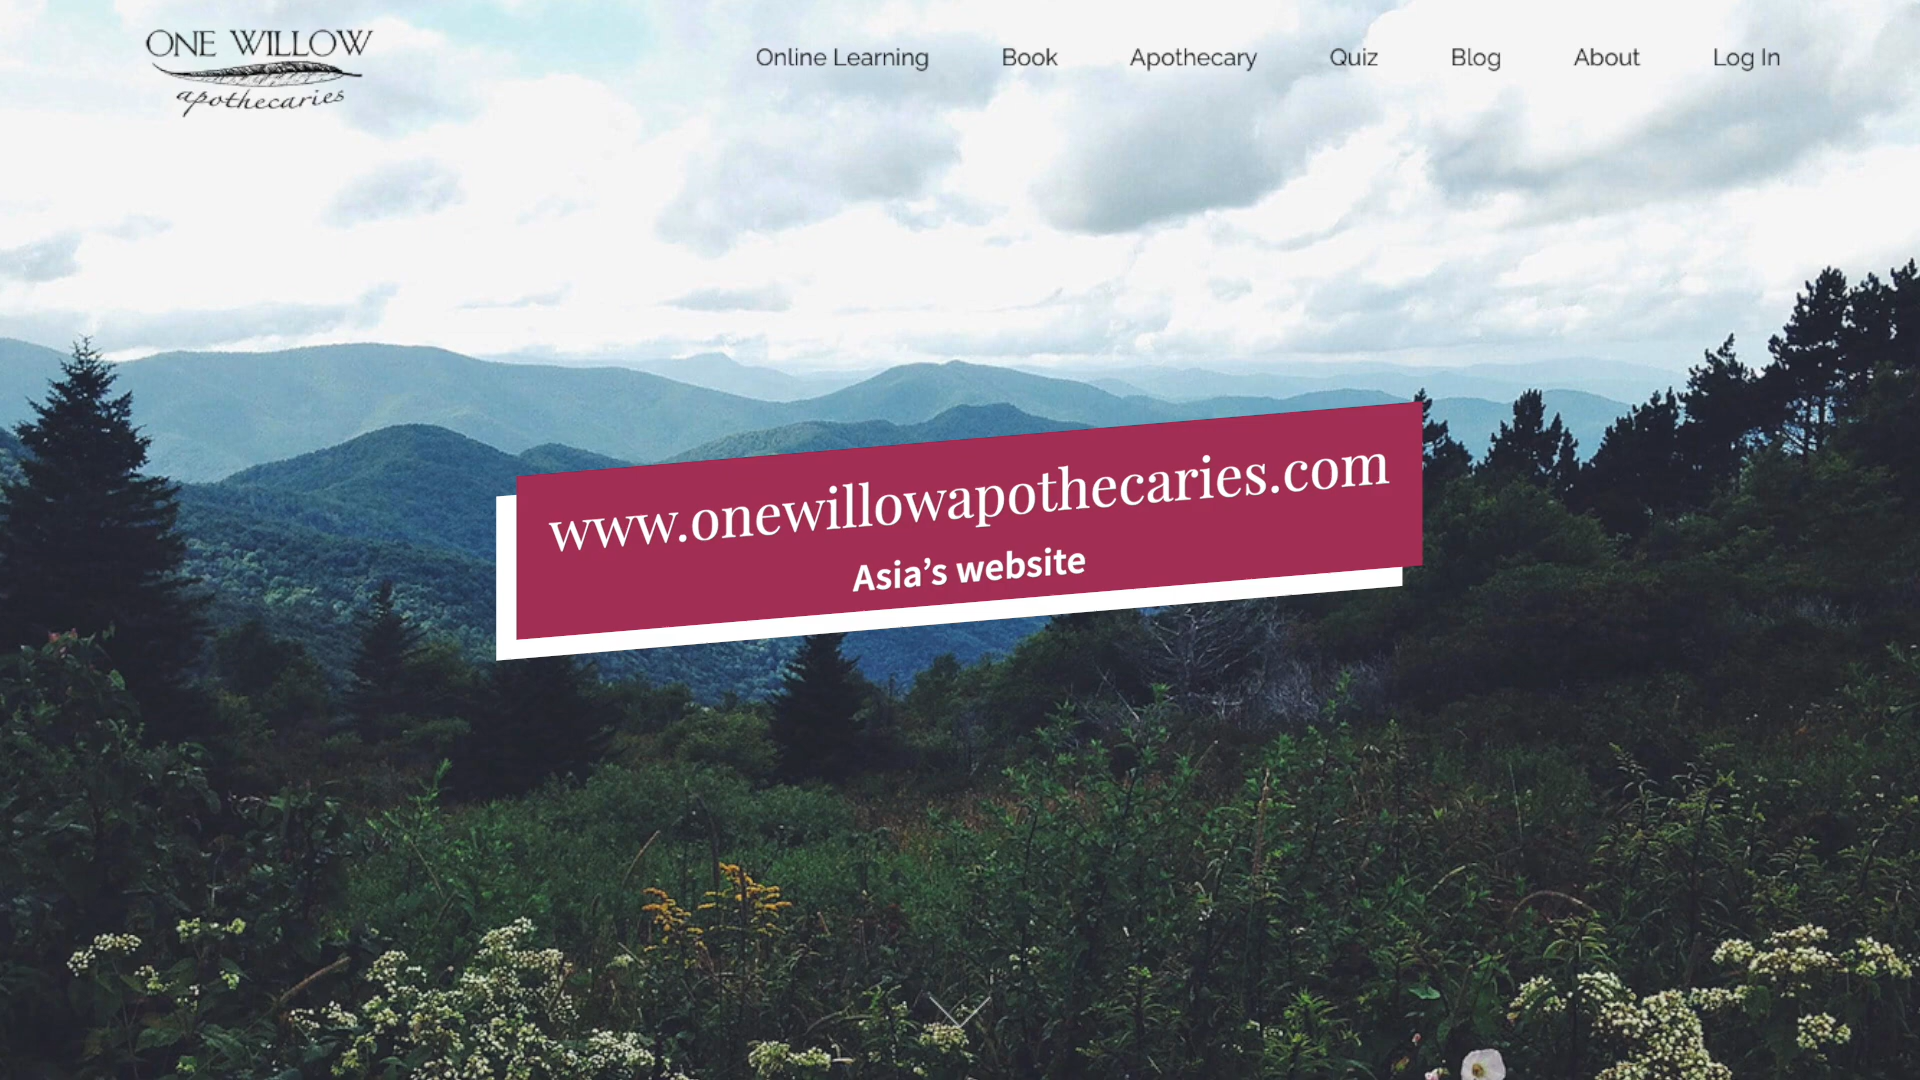 ONE WILLOW
apothecaries
Online Learning
Book
Apothecary
Quiz
Blog
About
Log In
www.onewillowapothecaries.com
Asia’s website